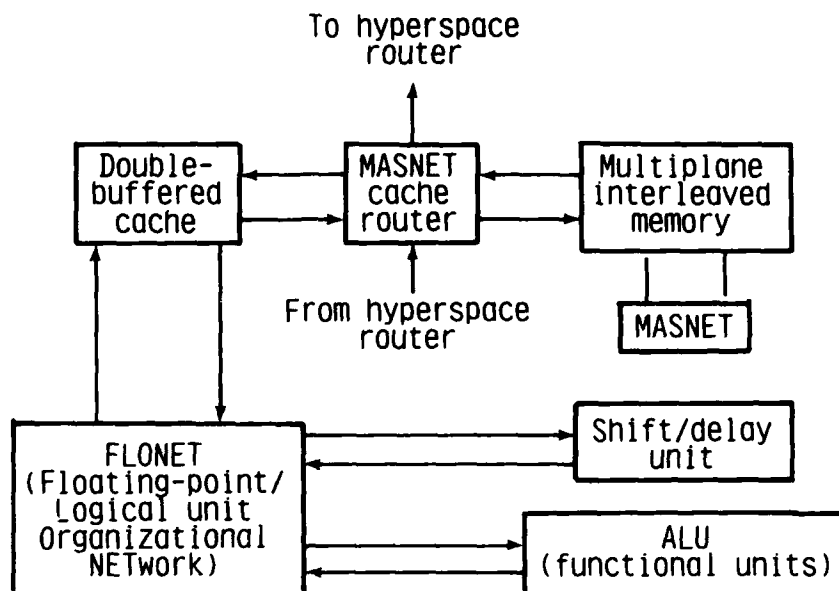 To hyperspace
router
Double-
buffered
cache
MASNET
cache
router
Multiplane
interleaved
memory
From hyperspace
router
MASNET
FLONET
(Floating-point/
Logical unit
Organizational
NETwork)
Shift/delay
unit
ALU
(functional units)